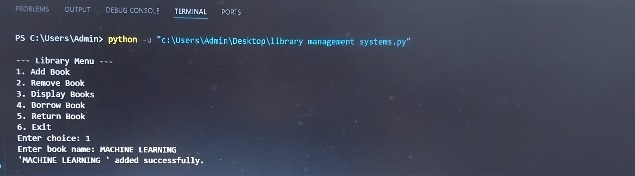 PROBLEMS OUTPUT DEBUG CONSOLE TERMINAL PORTS
PS C:\Users\Admin> python -u "c:\Users\Admin\Desktop\library management systems.py"
--- Library Menu ---
1. Add Book
2. Remove Book
3. Display Books
4. Borrow Book
5. Return Book
6. Exit
Enter choice: 1
Enter book name: MACHINE LEARNING
'MACHINE LEARNING ' added successfully.